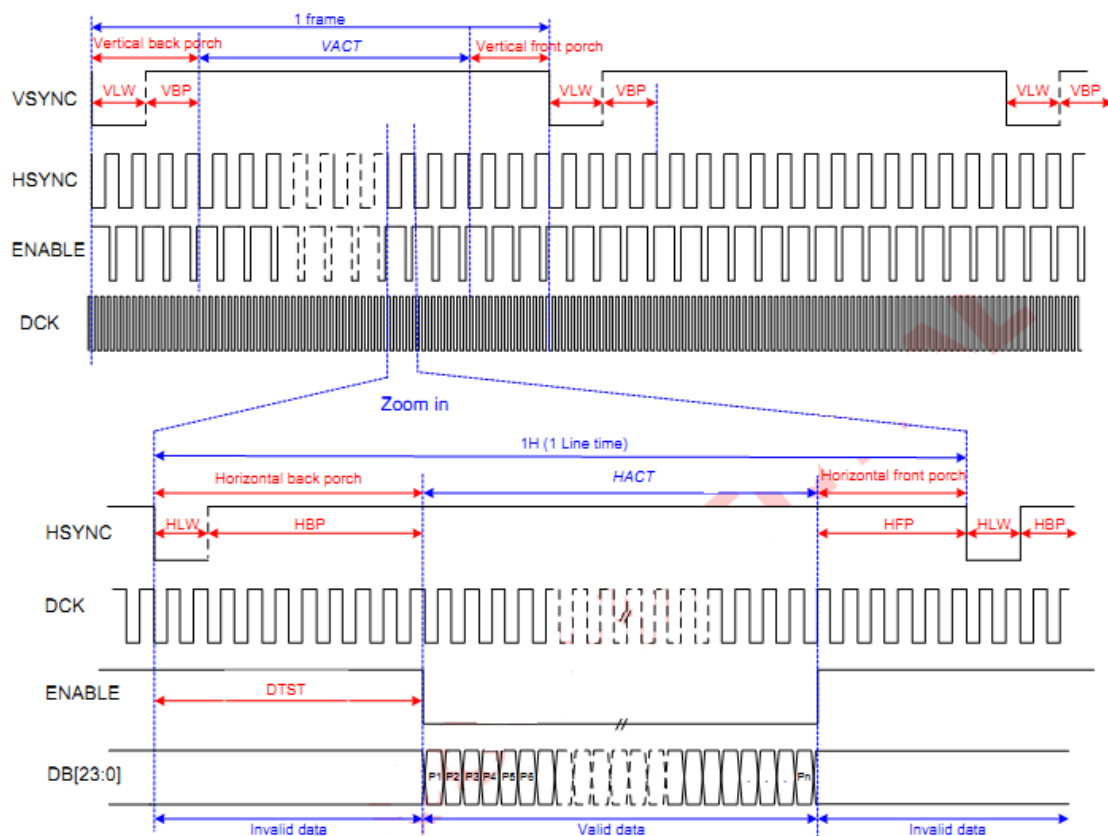 1 frame
Vertical back porch VACT Vertical front porch
VSYNC VLW VBP VLW VBP VLW VBP
HSYNC
ENABLE
DCK
Zoom in
1H (1 Line time)
Horizontal back porch HACT Horizontal front porch
HSYNC HLW HBP HFP HLW HBP
DCK
//
ENABLE DTST
//
DB[23:0] P1 P2 P3 P4 P5 P6 . . . Pn
Invalid data Valid data Invalid data